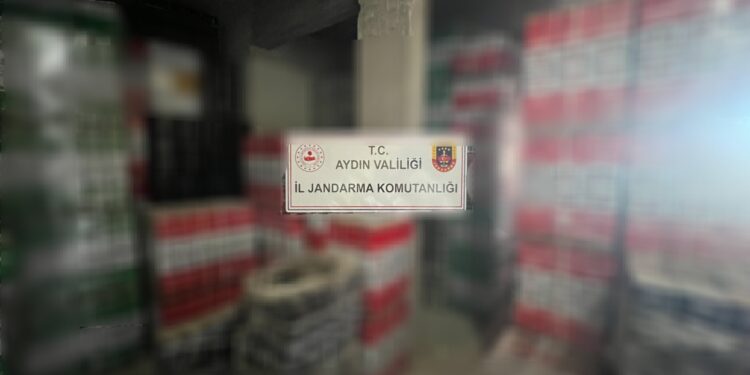 T.C.
AYDIN VALİLİĞİ
İL JANDARMA KOMUTANLIĞI